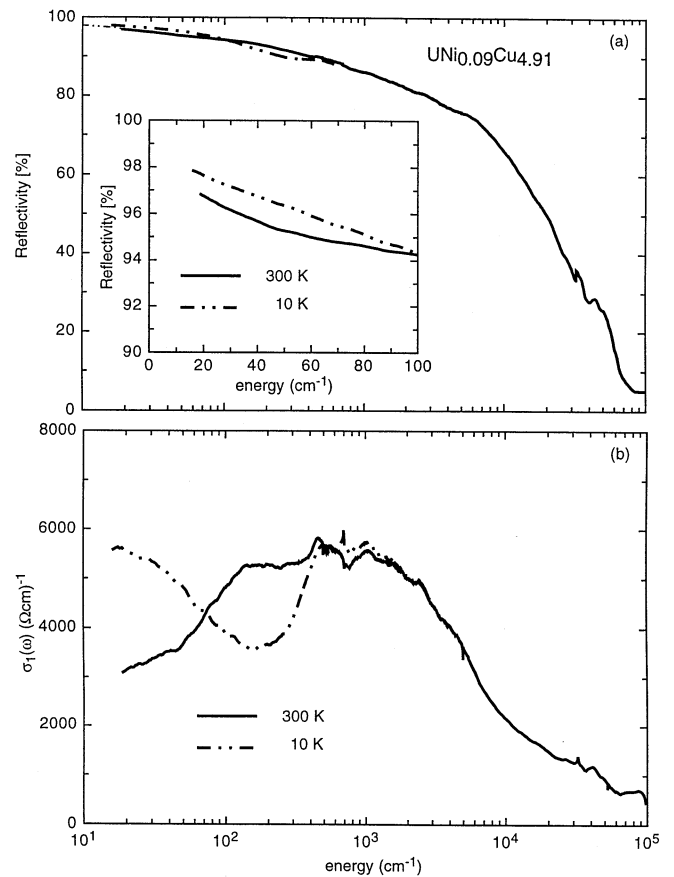 100
80
60
40
20
0
Reflectivity [%]
(a)
UNi0.09Cu4.91
100
98
96
94
92
90
Reflectivity [%]
300 K
10 K
0 20 40 60 80 100
energy (cm-1)
(b)
8000
6000
4000
2000
0
σ1(ω) (Ωcm)-1
300 K
10 K
10¹ 10² 10³ 10⁴ 10⁵
energy (cm-1)